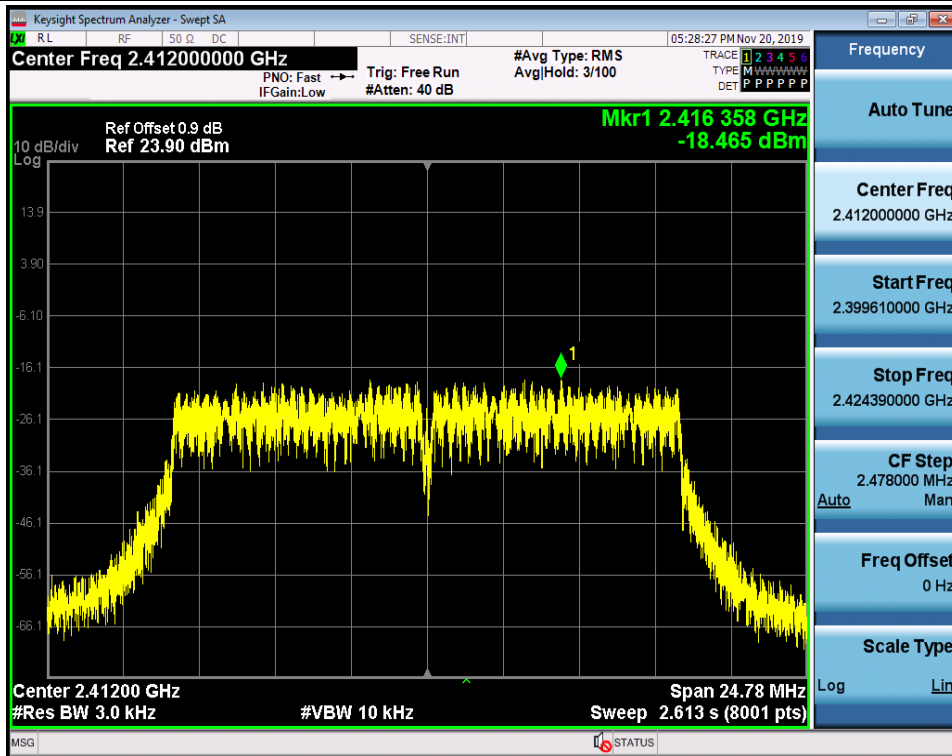 Keysight Spectrum Analyzer - Swept SA
LXI RL RF 50 Ω DC SENSE:INT 05:28:27 PM Nov 20, 2019
Center Freq 2.412000000 GHz
PNO: Fast
IFGain:Low
Trig: Free Run
#Atten: 40 dB
#Avg Type: RMS
Avg|Hold: 3/100
TRACE 1 2 3 4 5 6
TYPE M WWWWW
DET P P P P P P
Mkr1 2.416 358 GHz
-18.465 dBm
Ref Offset 0.9 dB
10 dB/div Ref 23.90 dBm
Log
13.9
3.90
-6.10
-16.1
-26.1
-36.1
-46.1
-56.1
-66.1
1
Center 2.41200 GHz Span 24.78 MHz
#Res BW 3.0 kHz #VBW 10 kHz Sweep 2.613 s (8001 pts)
MSG STATUS
Frequency
Auto Tune
Center Freq
2.412000000 GHz
Start Freq
2.399610000 GHz
Stop Freq
2.424390000 GHz
CF Step
2.478000 MHz
Auto Man
Freq Offset
0 Hz
Scale Type
Log Lin